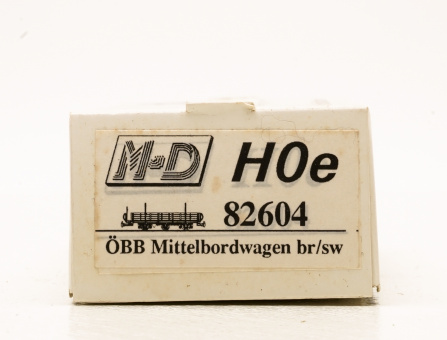 M+D H0e
82604
ÖBB Mittelbordwagen br/sw